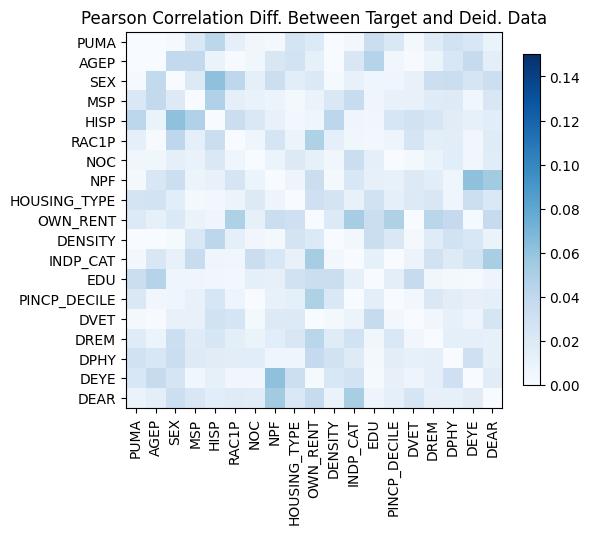 Pearson Correlation Diff. Between Target and Deid. Data
PUMA
AGEP
SEX
MSP
HISP
RAC1P
NOC
NPF
HOUSING_TYPE
OWN_RENT
DENSITY
INDP_CAT
EDU
PINCP_DECILE
DVET
DREM
DPHY
DEYE
DEAR
PUMA
AGEP
SEX
MSP
HISP
RAC1P
NOC
NPF
HOUSING_TYPE
OWN_RENT
DENSITY
INDP_CAT
EDU
PINCP_DECILE
DVET
DREM
DPHY
DEYE
DEAR
0.14
0.12
0.10
0.08
0.06
0.04
0.02
0.00